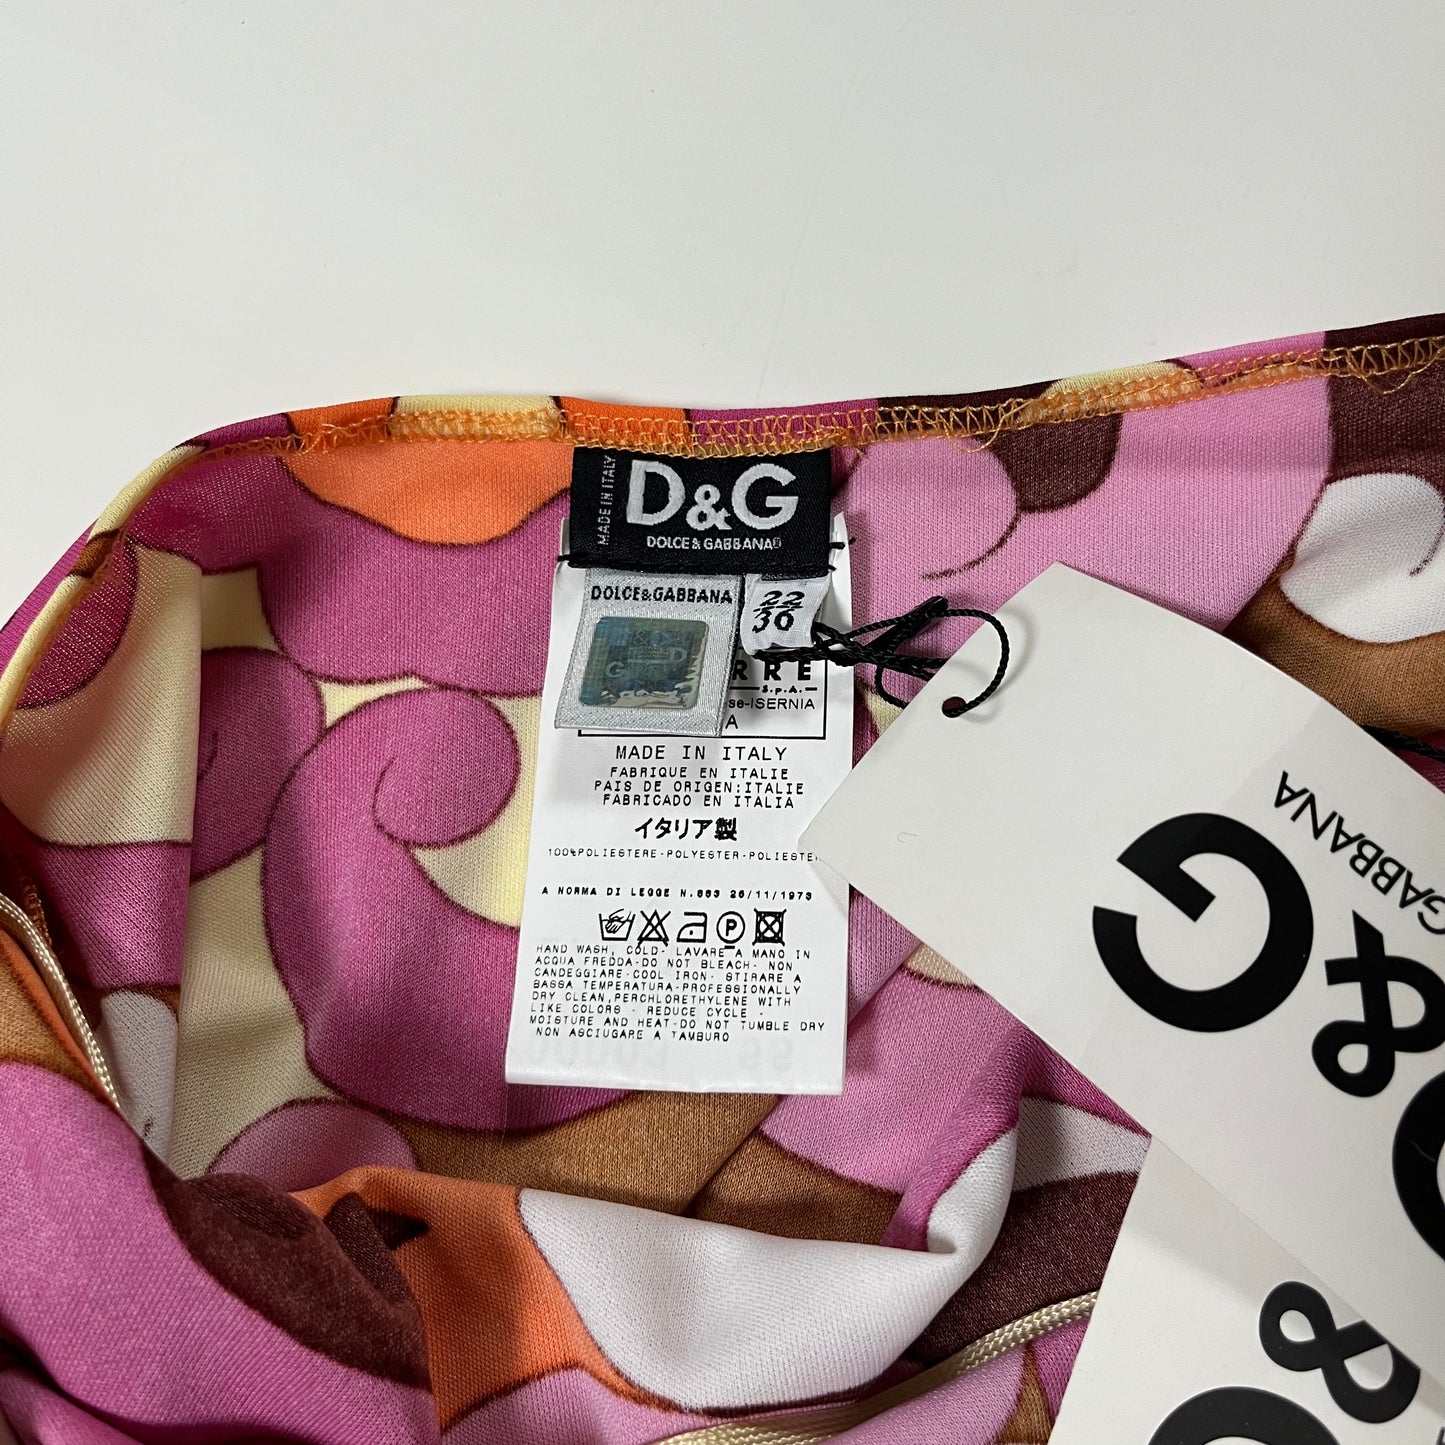 MADE IN ITALY
D&G
DOLCE & GABBANA®
DOLCE&GABBANA
22
36
G D
RRE
S.p.A.
se-ISERNIA
A
MADE IN ITALY
FABRIQUE EN ITALIE
PAIS DE ORIGEN:ITALIE
FABRICADO EN ITALIA
イタリア製
100%POLIESTERE-POLYESTER-POLIESTER
A NORMA DI LEGGE N.883 26/11/1973
P
HAND WASH, COLD- LAVARE A MANO IN
ACQUA FREDDA-DO NOT BLEACH- NON
CANDEGGIARE-COOL IRON- STIRARE A
BASSA TEMPERATURA-PROFESSIONALLY
DRY CLEAN,PERCHLORETHYLENE WITH
LIKE COLORS - REDUCE CYCLE -
MOISTURE AND HEAT-DO NOT TUMBLE DRY
NON ASCIUGARE A TAMBURO
GABBANA
D&G
&G